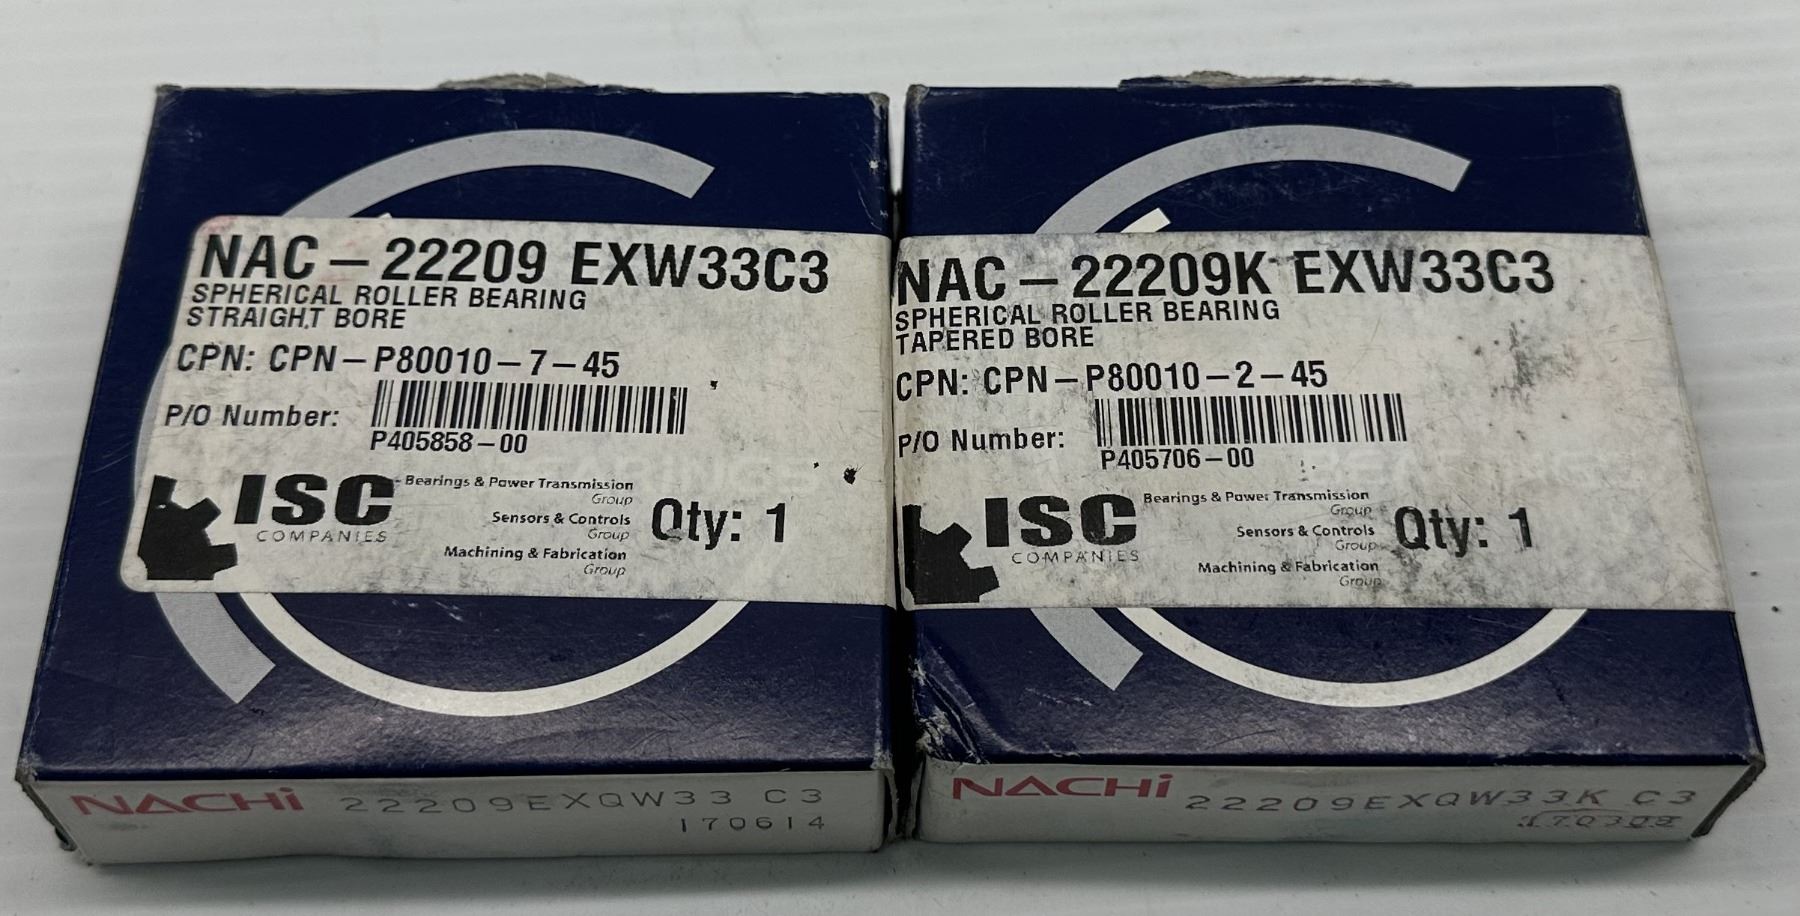 NAC-22209 EXW33C3
SPHERICAL ROLLER BEARING
STRAIGHT BORE
CPN: CPN-P80010-7-45
P/O Number:
P405858-00
ISC
COMPANIES
Bearings & Power Transmission
Group
Sensors & Controls
Group
Machining & Fabrication
Group
Qty: 1
NACHi 22209EXQW33 C3
170614
NAC-22209K EXW33C3
SPHERICAL ROLLER BEARING
TAPERED BORE
CPN: CPN-P80010-2-45
P/O Number:
P405706-00
ISC
COMPANIES
Bearings & Power Transmission
Group
Sensors & Controls
Group
Machining & Fabrication
Group
Qty: 1
NACHi 22209EXQW33K C3